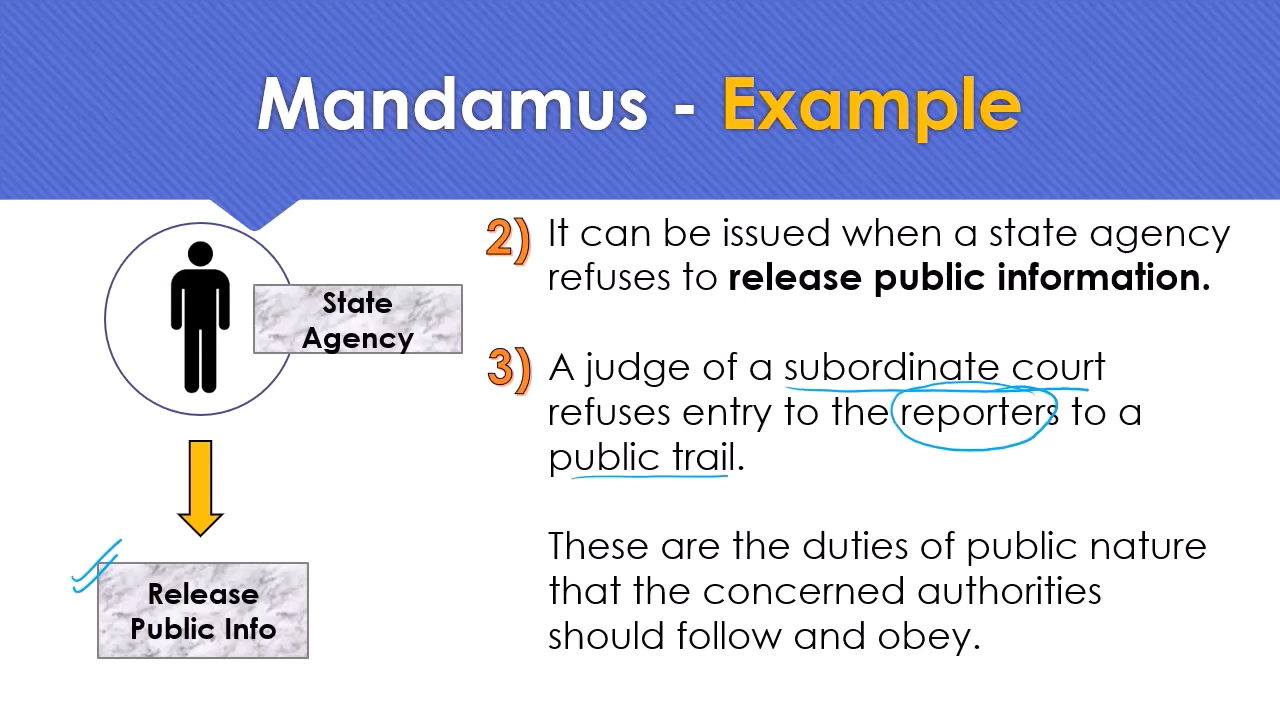 Mandamus - Example
State
Agency
Release
Public Info
2) It can be issued when a state agency
refuses to release public information.
3) A judge of a subordinate court
refuses entry to the reporters to a
public trail.
These are the duties of public nature
that the concerned authorities
should follow and obey.